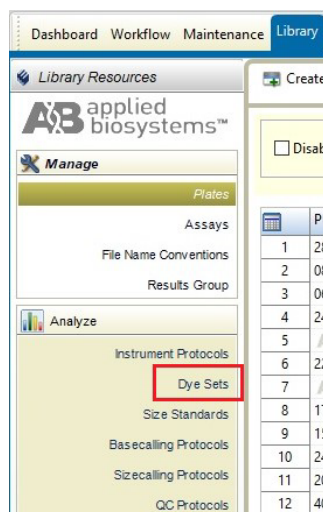 Dashboard Workflow Maintenance Library
Library Resources
applied
biosystems™
Manage
Plates
Assays
File Name Conventions
Results Group
Analyze
Instrument Protocols
Dye Sets
Size Standards
Basecalling Protocols
Sizecalling Protocols
QC Protocols
Create
1
2
3
4
5
6
7
8
9
10
11
12